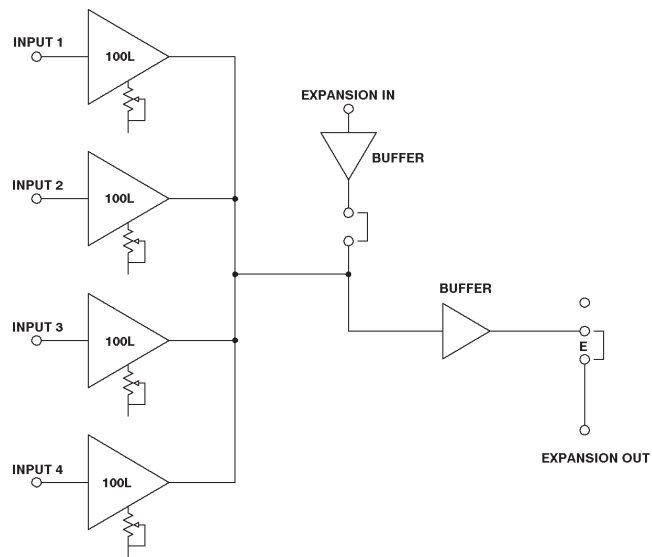 INPUT 1
100L
EXPANSION IN
BUFFER
INPUT 2
100L
BUFFER
INPUT 3
100L
E
EXPANSION OUT
INPUT 4
100L